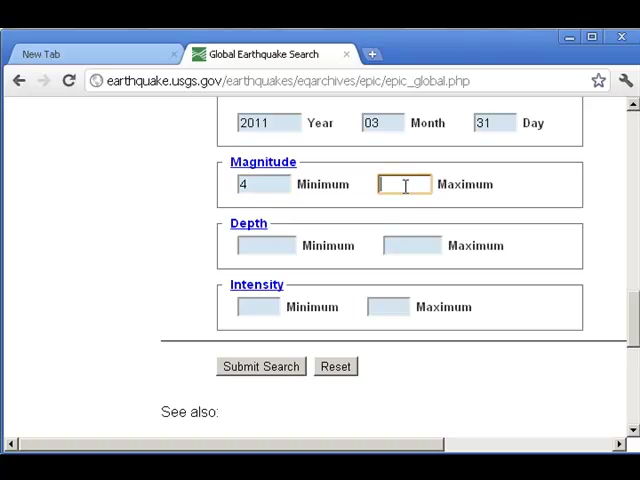 New Tab
Global Earthquake Search
earthquake.usgs.gov/earthquakes/eqarchives/epic/epic_global.php
2011 Year 03 Month 31 Day
Magnitude
4 Minimum Maximum
Depth
Minimum Maximum
Intensity
Minimum Maximum
Submit Search Reset
See also: